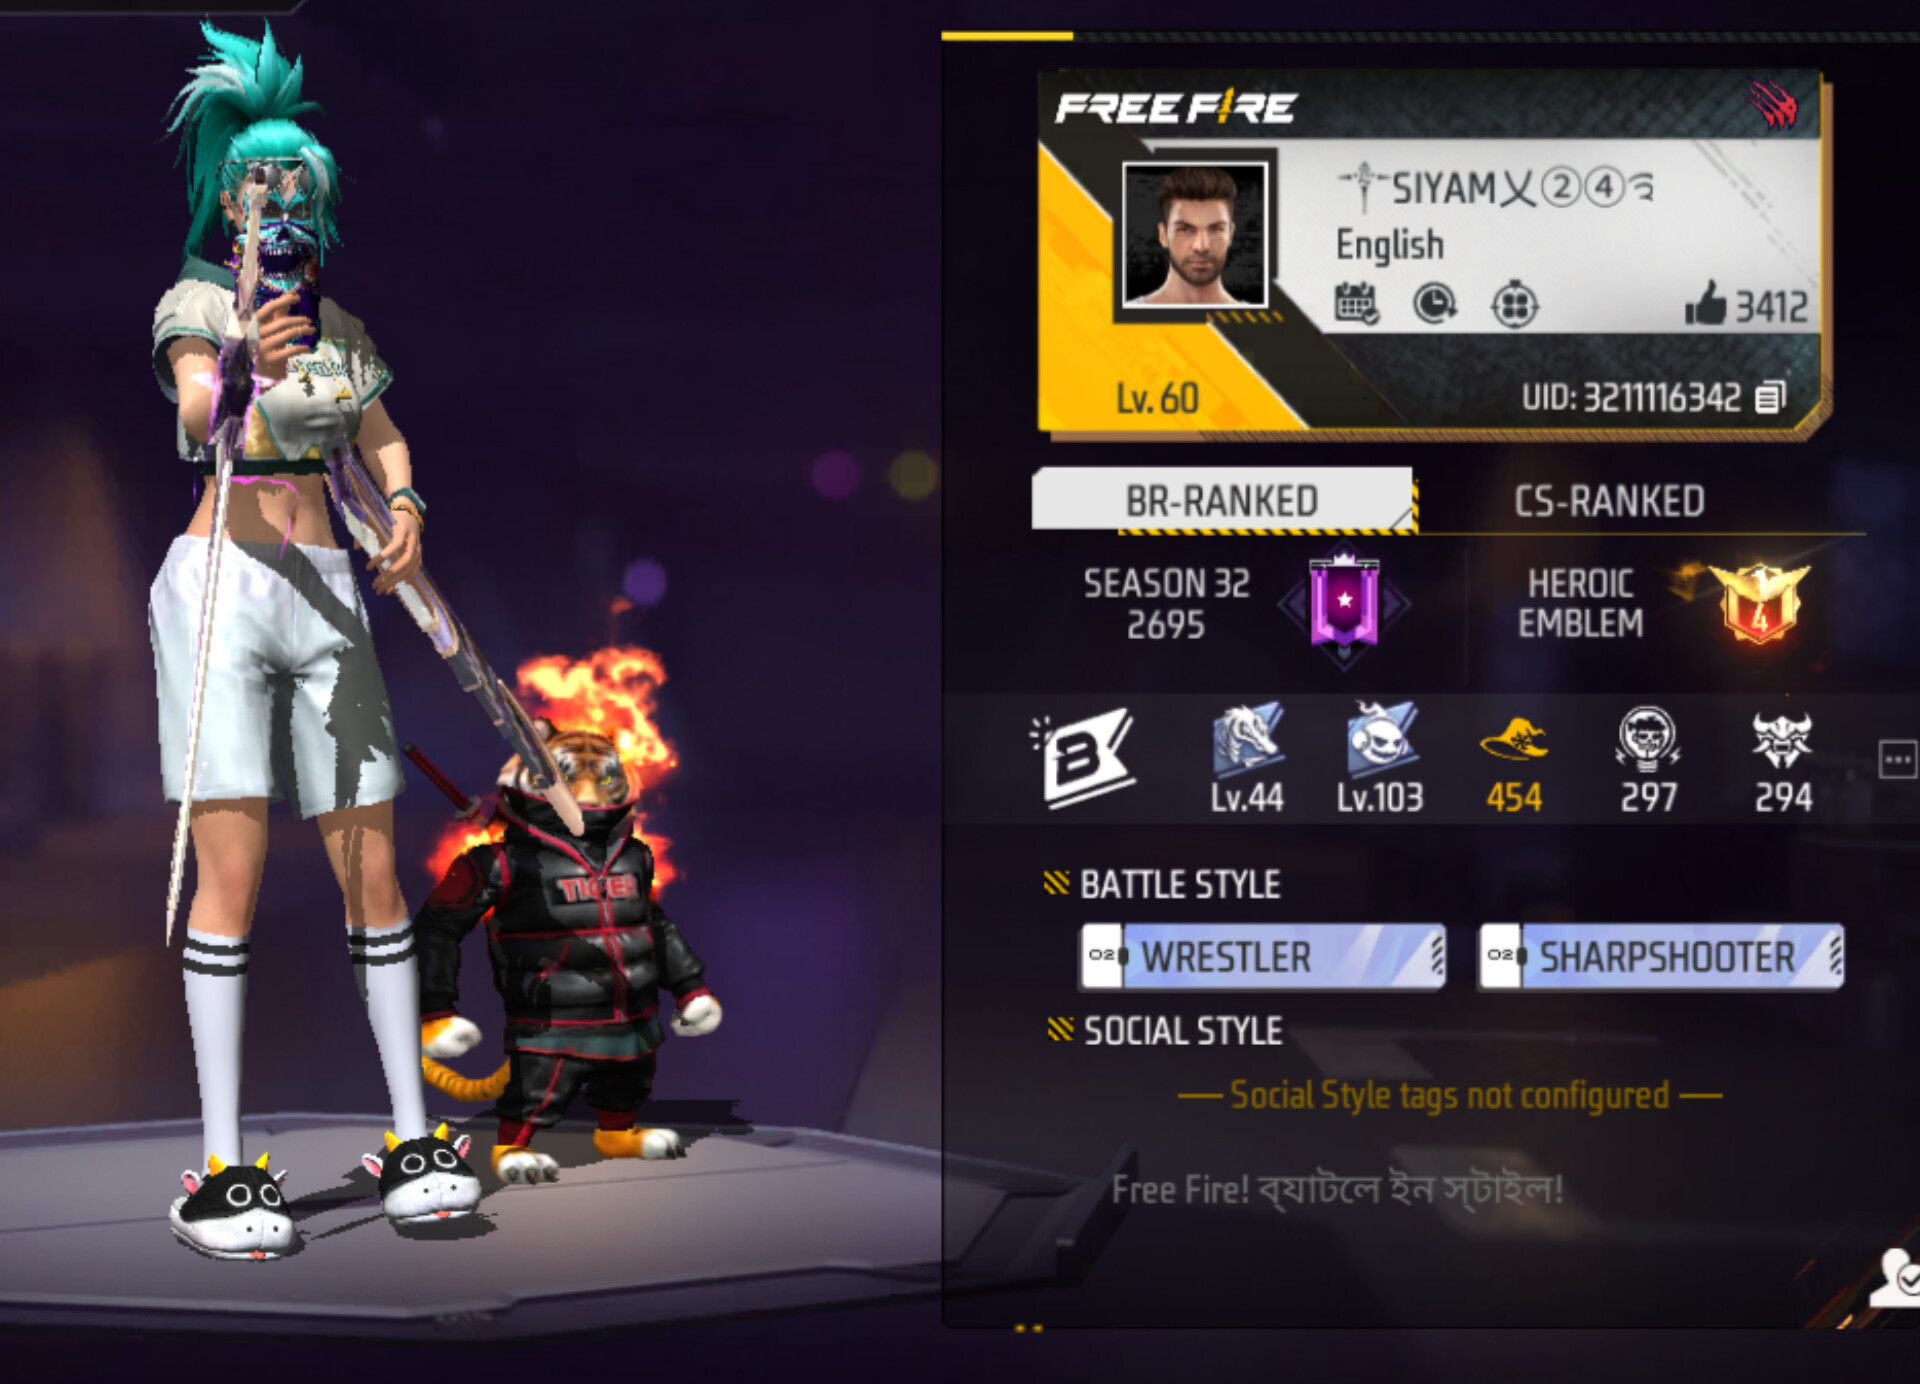 FREE FIRE
SIYAM乂②④
English
3412
Lv. 60
UID: 3211116342
BR-RANKED
CS-RANKED
SEASON 32
2695
HEROIC
EMBLEM
4
B
Lv.44
Lv.103
454
297
294
BATTLE STYLE
02 WRESTLER
02 SHARPSHOOTER
SOCIAL STYLE
Social Style tags not configured
Free Fire! ব্যাটলে ইন স্টাইল!
TIGER